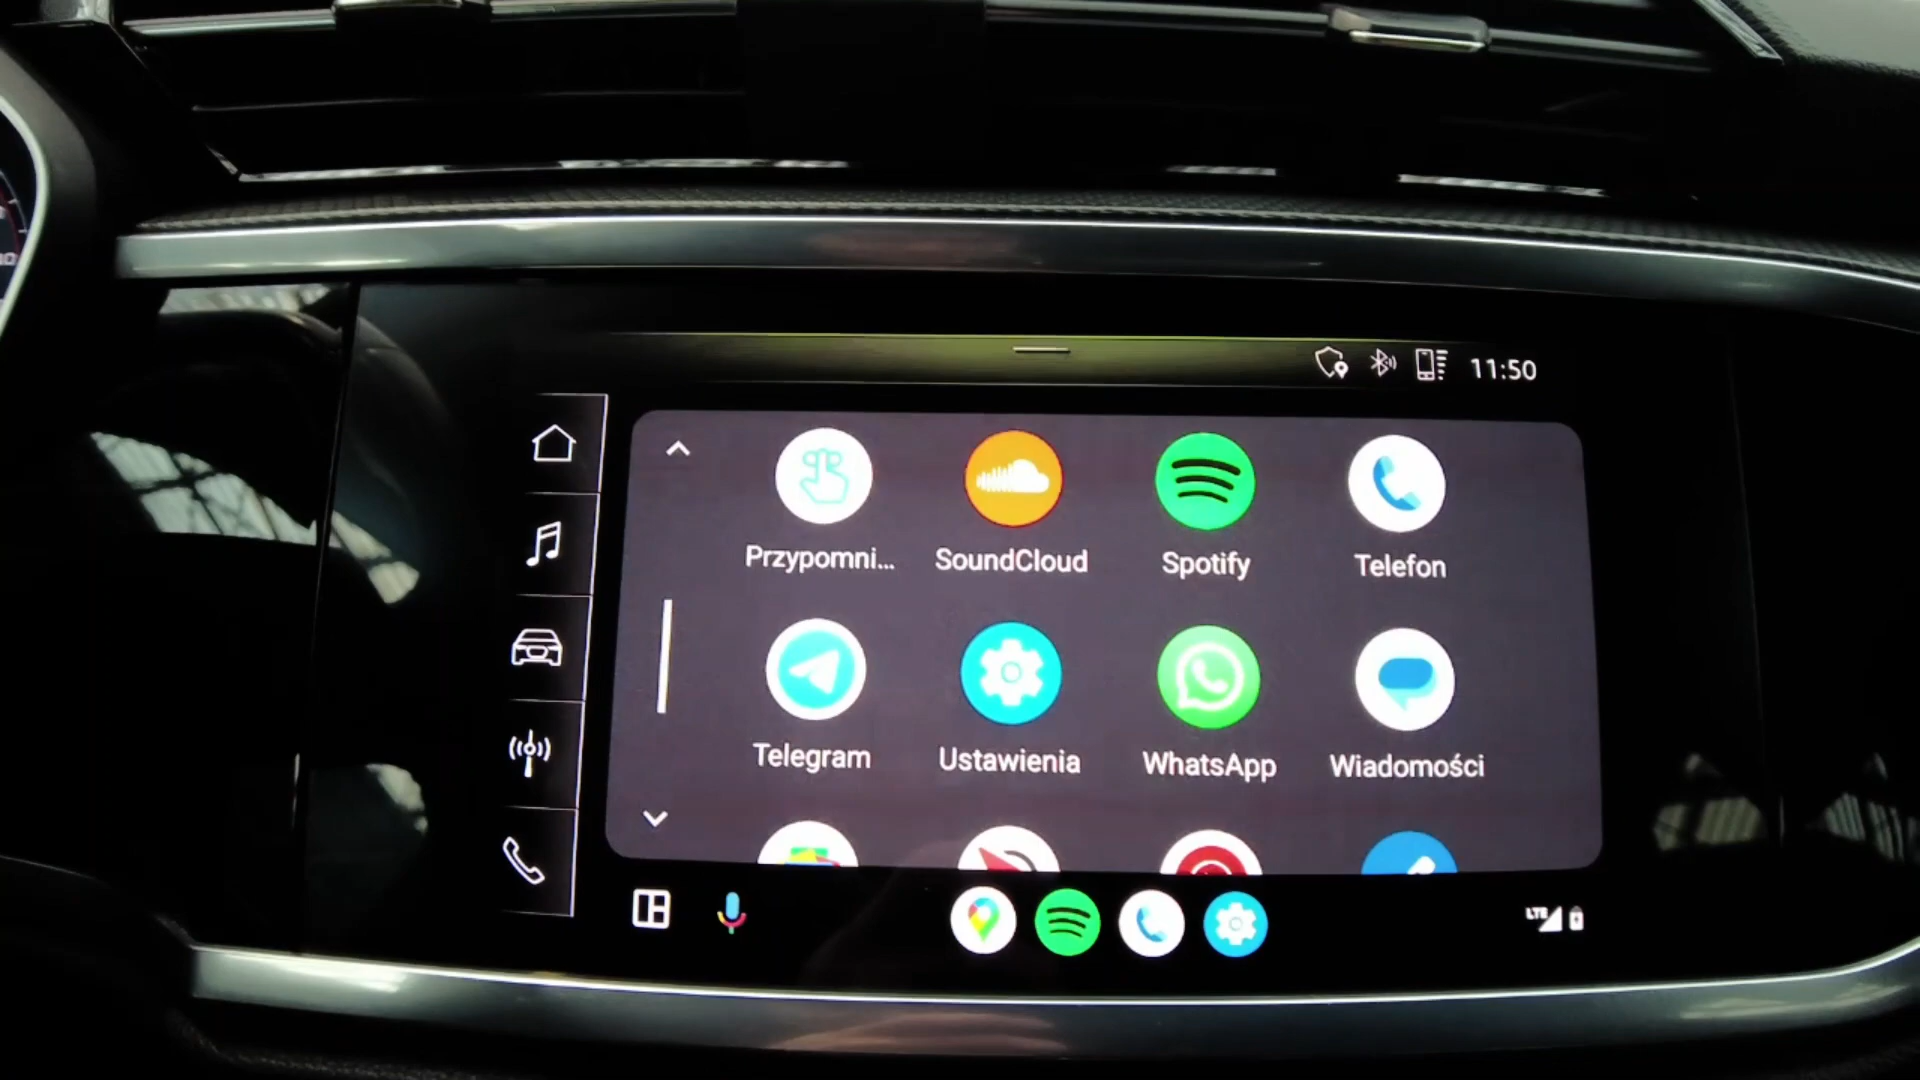 11:50
Przypomni...
SoundCloud
Spotify
Telefon
Telegram
Ustawienia
WhatsApp
Wiadomości
LTE